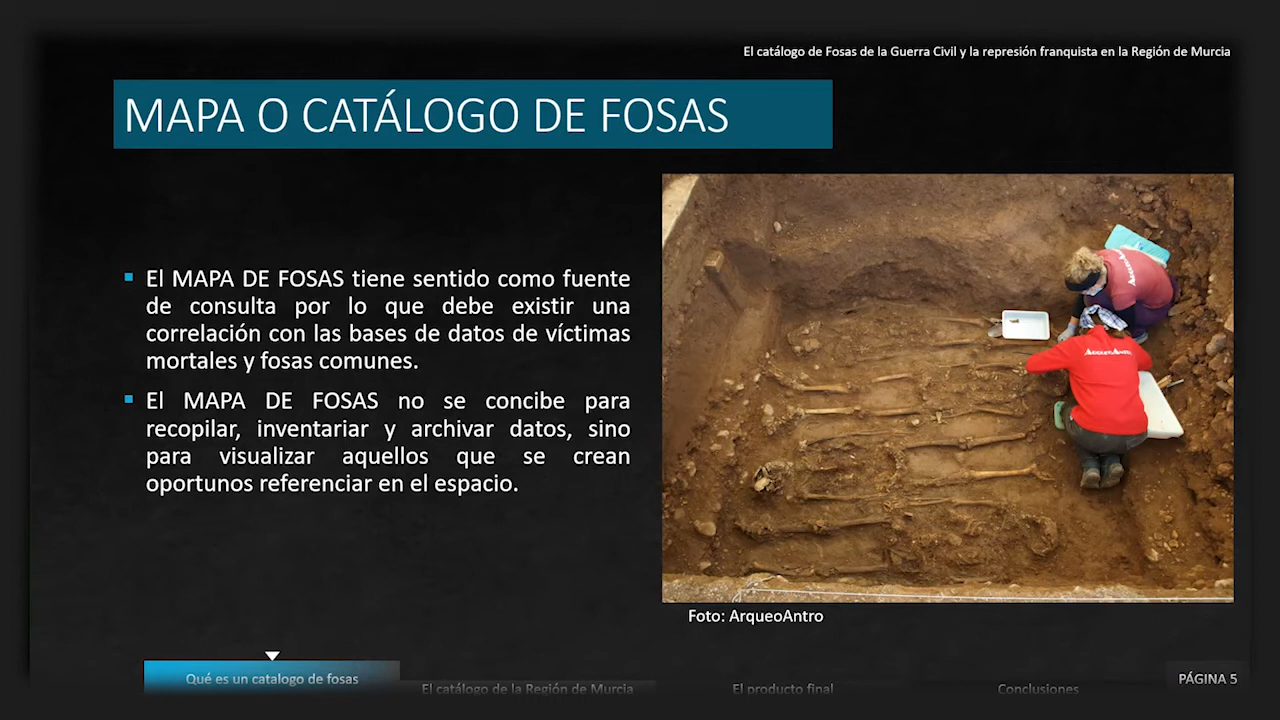 El catálogo de Fosas de la Guerra Civil y la represión franquista en la Región de Murcia
MAPA O CATÁLOGO DE FOSAS
El MAPA DE FOSAS tiene sentido como fuente
de consulta por lo que debe existir una
correlación con las bases de datos de víctimas
mortales y fosas comunes.
El MAPA DE FOSAS no se concibe para
recopilar, inventariar y archivar datos, sino
para visualizar aquellos que se crean
oportunos referenciar en el espacio.
ArqueoAntro
Foto: ArqueoAntro
Qué es un catalogo de fosas
El catálogo de la Región de Murcia
El producto final
Conclusiones
PÁGINA 5